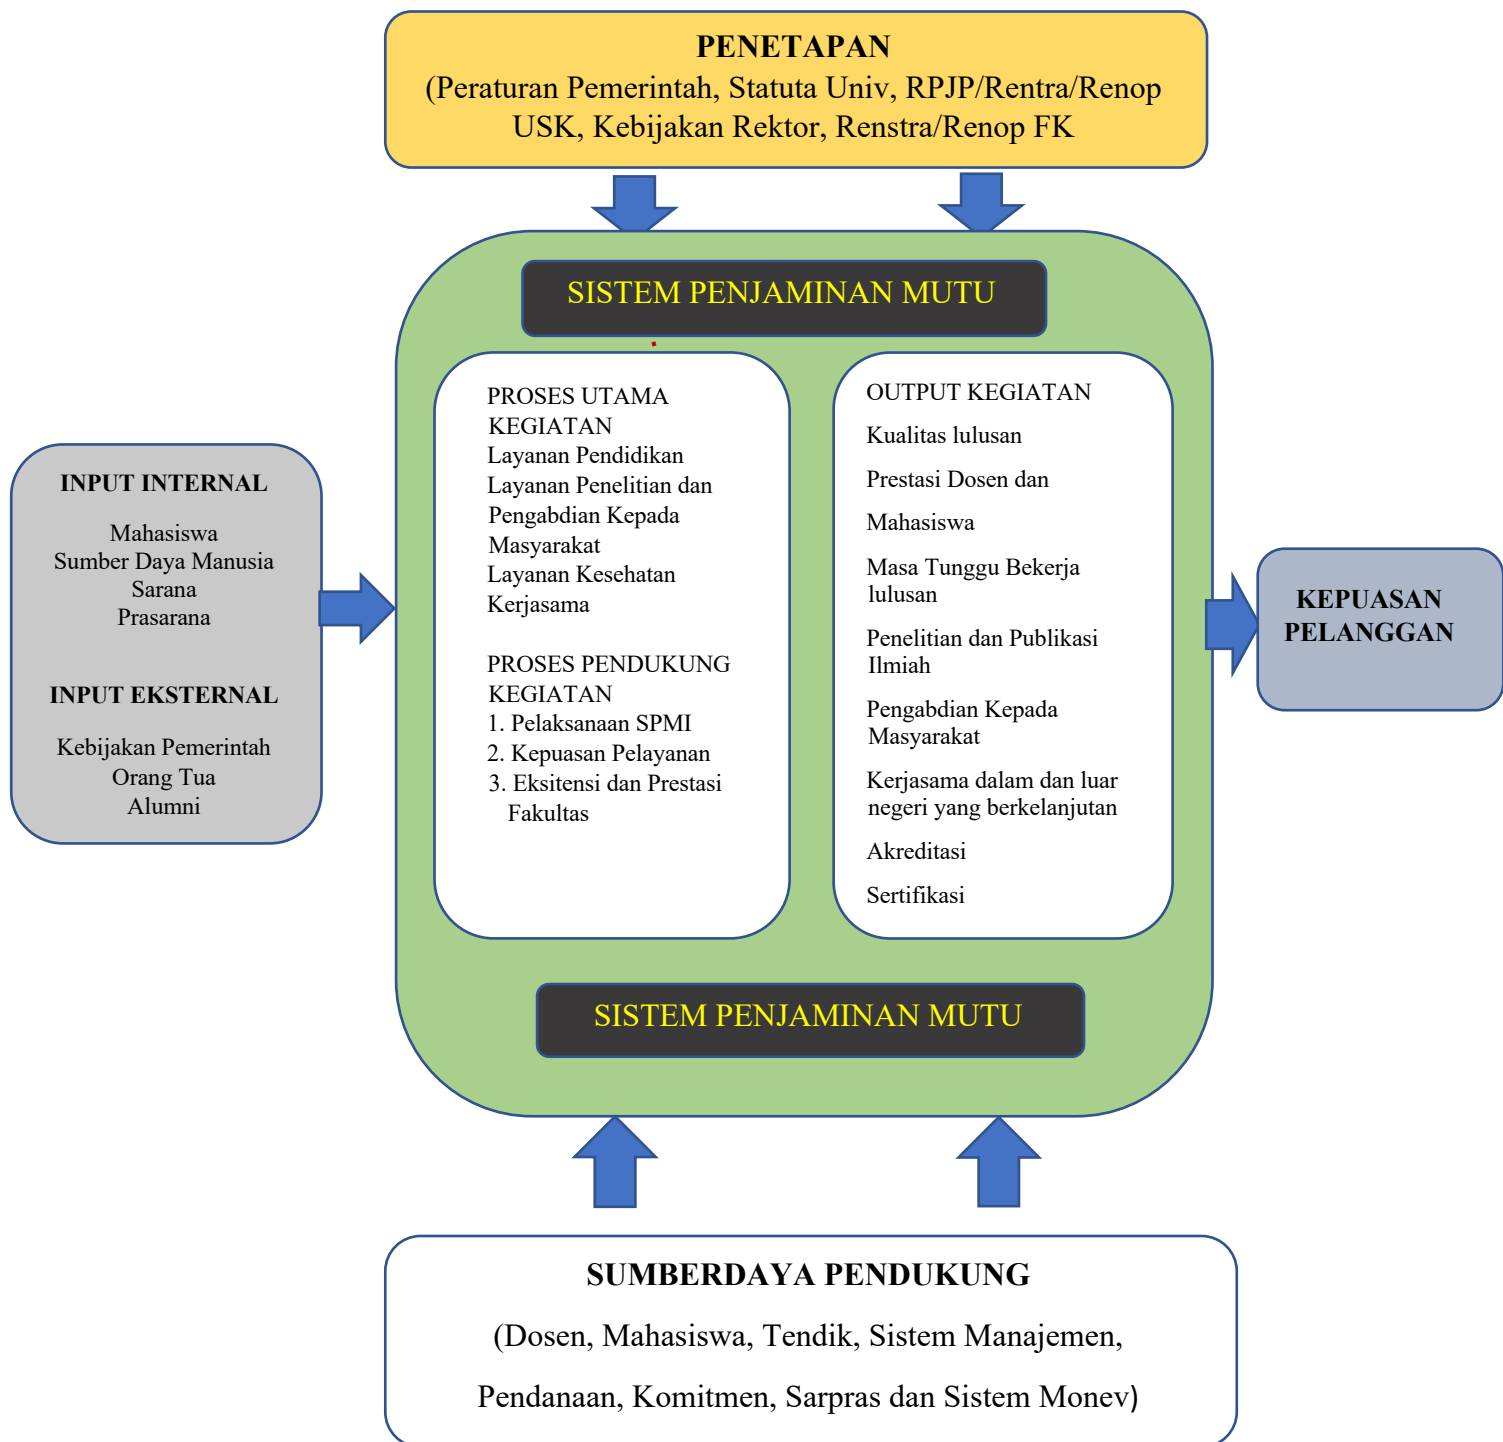 PENETAPAN
(Peraturan Pemerintah, Statuta Univ, RPJP/Rentra/Renop
USK, Kebijakan Rektor, Renstra/Renop FK
SISTEM PENJAMINAN MUTU
INPUT INTERNAL
Mahasiswa
Sumber Daya Manusia
Sarana
Prasarana
INPUT EKSTERNAL
Kebijakan Pemerintah
Orang Tua
Alumni
PROSES UTAMA
KEGIATAN
Layanan Pendidikan
Layanan Penelitian dan
Pengabdian Kepada
Masyarakat
Layanan Kesehatan
Kerjasama
PROSES PENDUKUNG
KEGIATAN
1. Pelaksanaan SPMI
2. Kepuasan Pelayanan
3. Eksitensi dan Prestasi
Fakultas
OUTPUT KEGIATAN
Kualitas lulusan
Prestasi Dosen dan
Mahasiswa
Masa Tunggu Bekerja
lulusan
Penelitian dan Publikasi
Ilmiah
Pengabdian Kepada
Masyarakat
Kerjasama dalam dan luar
negeri yang berkelanjutan
Akreditasi
Sertifikasi
KEPUASAN
PELANGGAN
SISTEM PENJAMINAN MUTU
SUMBERDAYA PENDUKUNG
(Dosen, Mahasiswa, Tendik, Sistem Manajemen,
Pendanaan, Komitmen, Sarpras dan Sistem Monev)